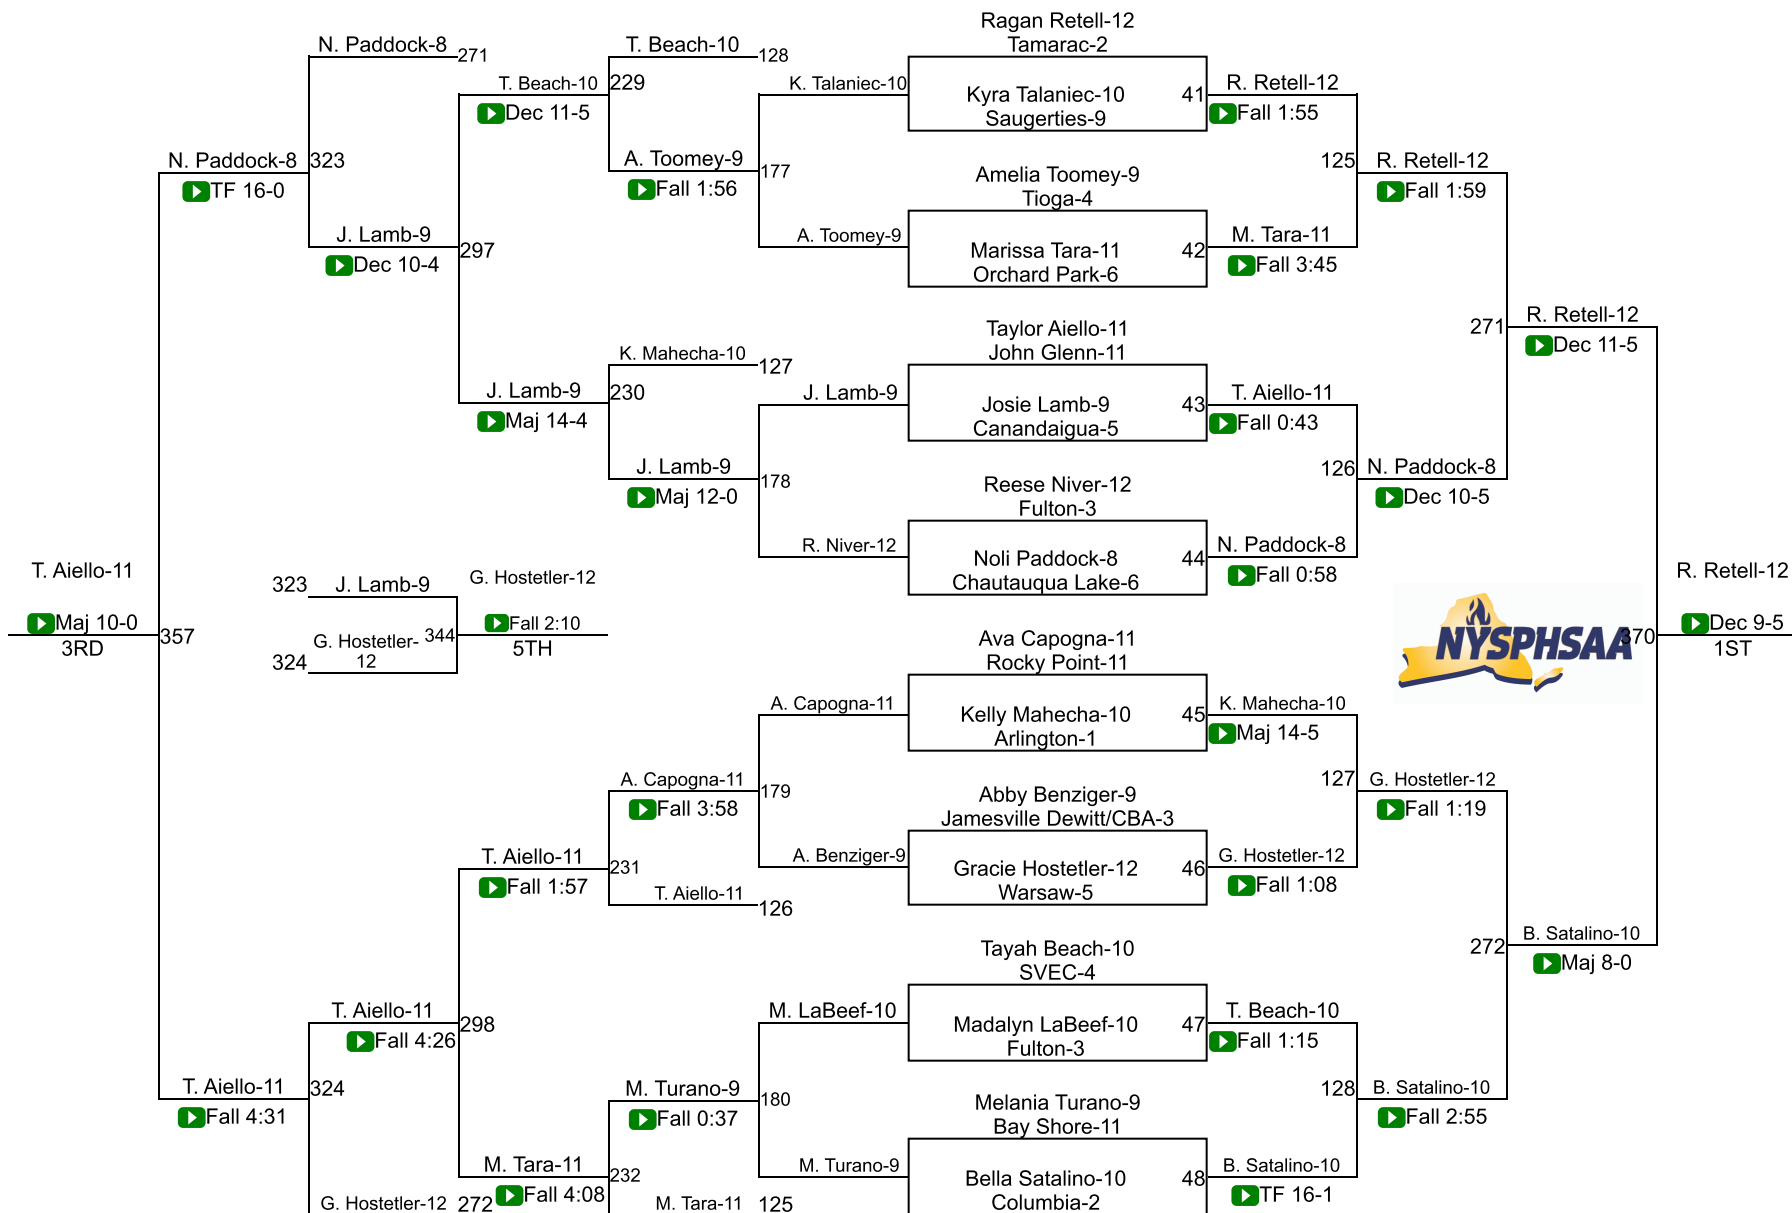 Ragan Retell-12
Tamarac-2
N. Paddock-8
271
T. Beach-10
128
T. Beach-10
229
Dec 11-5
K. Talaniec-10
Kyra Talaniec-10
Saugerties-9
41
R. Retell-12
Fall 1:55
N. Paddock-8
323
TF 16-0
A. Toomey-9
177
Fall 1:56
Amelia Toomey-9
Tioga-4
125
R. Retell-12
Fall 1:59
J. Lamb-9
297
Dec 10-4
A. Toomey-9
Marissa Tara-11
Orchard Park-6
42
M. Tara-11
Fall 3:45
Taylor Aiello-11
John Glenn-11
271
R. Retell-12
Dec 11-5
K. Mahecha-10
127
J. Lamb-9
230
Maj 14-4
J. Lamb-9
Josie Lamb-9
Canandaigua-5
43
T. Aiello-11
Fall 0:43
J. Lamb-9
178
Maj 12-0
Reese Niver-12
Fulton-3
126
N. Paddock-8
Dec 10-5
R. Niver-12
Noli Paddock-8
Chautauqua Lake-6
44
N. Paddock-8
Fall 0:58
T. Aiello-11
Maj 10-0
3RD
357
323
J. Lamb-9
G. Hostetler-12
324
G. Hostetler-
12
344
Fall 2:10
5TH
NYSPHSAA
370
R. Retell-12
Dec 9-5
1ST
Ava Capogna-11
Rocky Point-11
A. Capogna-11
Kelly Mahecha-10
Arlington-1
45
K. Mahecha-10
Maj 14-5
A. Capogna-11
179
Fall 3:58
Abby Benziger-9
Jamesville Dewitt/CBA-3
127
G. Hostetler-12
Fall 1:19
T. Aiello-11
231
Fall 1:57
A. Benziger-9
Gracie Hostetler-12
Warsaw-5
46
G. Hostetler-12
Fall 1:08
T. Aiello-11
126
Tayah Beach-10
SVEC-4
272
B. Satalino-10
Maj 8-0
T. Aiello-11
298
Fall 4:26
M. LaBeef-10
Madalyn LaBeef-10
Fulton-3
47
T. Beach-10
Fall 1:15
T. Aiello-11
324
Fall 4:31
M. Turano-9
180
Fall 0:37
Melania Turano-9
Bay Shore-11
128
B. Satalino-10
Fall 2:55
M. Tara-11
232
Fall 4:08
M. Turano-9
Bella Satalino-10
Columbia-2
48
B. Satalino-10
TF 16-1
G. Hostetler-12
272
M. Tara-11
125